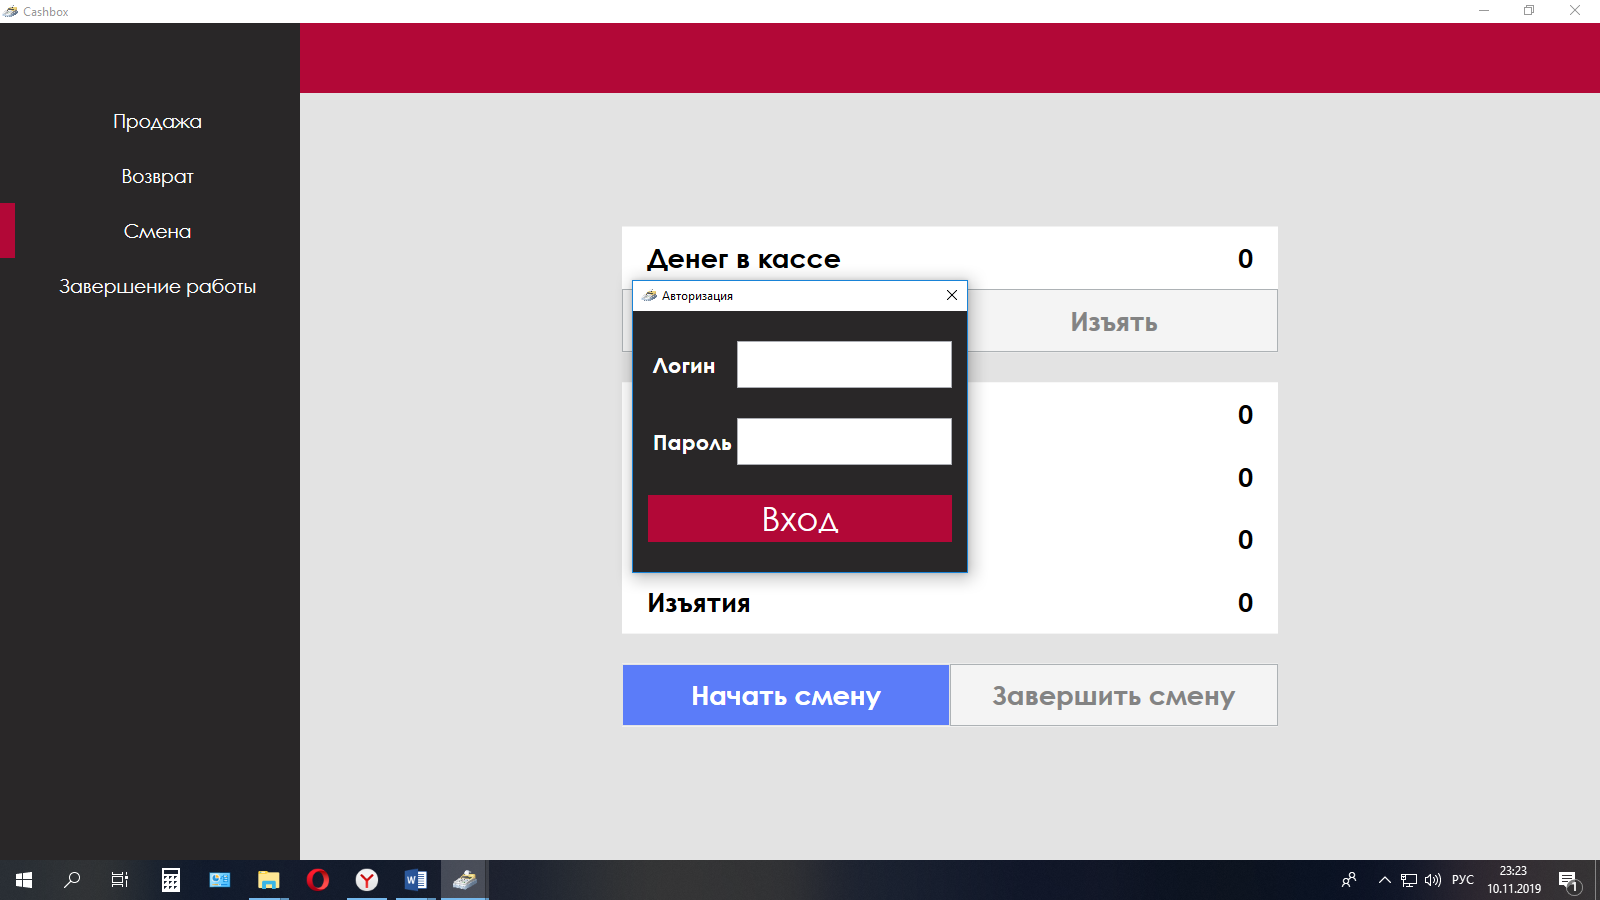 Cashbox
Продажа
Возврат
Смена
Завершение работы
Денег в кассе 0
Изъять
Авторизация
Логин
Пароль
Вход
0
0
0
Изъятия 0
Начать смену Завершить смену
РУС
23:23
10.11.2019
1